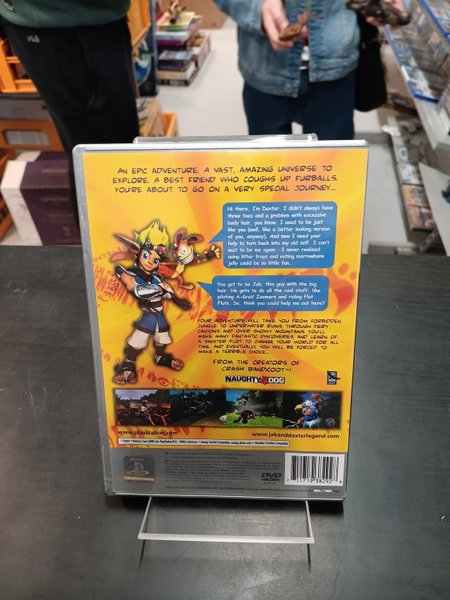 AN EPIC ADVENTURE. A VAST, AMAZING UNIVERSE TO
EXPLORE. A BEST FRIEND WHO COUGHS UP FURBALLS.
YOU'RE ABOUT TO GO ON A VERY SPECIAL JOURNEY...
Hi there, I'm Daxter. I didn't always have
three toes and a problem with excessive
body hair, you know. I used to be just
like you (well, like a better looking version
of you, anyway). And now I need your
help to turn back into my old self. I can't
wait to be me again - I never realised
using litter trays and eating marrowbone
jelly could be so little fun.
You get to be Jak, this guy with the big
hair. He gets to do all the cool stuff, like
piloting A-Grav Zoomers and riding Flut
Fluts. So, think you could help me out here?
YOUR ADVENTURE WILL TAKE YOU FROM FORBIDDEN
JUNGLE TO UNDERWATER RUINS THROUGH FIERY
CANYONS AND OVER SNOWY MOUNTAINS. YOU'LL
MAKE MANY FANTASTIC DISCOVERIES AND LEARN OF
A SINISTER PLOT TO CHANGE YOUR WORLD FOR ALL
TIME. AND EVENTUALLY, YOU WILL BE FORCED TO
MAKE A TERRIBLE CHOICE...
FROM THE CREATORS OF
CRASH BANDICOOT™!
NAUGHTY DOG
www.playstation.com
www.jakanddaxterlegend.com
DVD